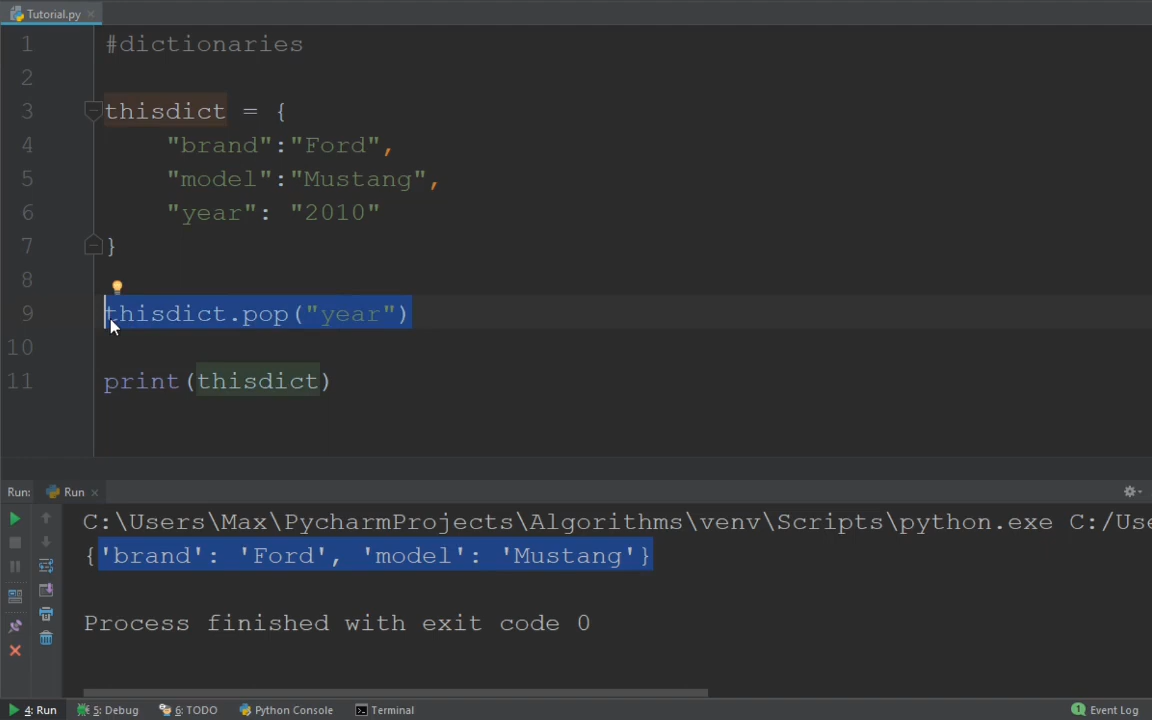 Tutorial.py
1 #dictionaries
2
3 thisdict = {
4 "brand":"Ford",
5 "model":"Mustang",
6 "year": "2010"
7 }
8
9 thisdict.pop("year")
10
11 print(thisdict)
Run: Run
C:\Users\Max\PycharmProjects\Algorithms\venv\Scripts\python.exe C:/Use
{'brand': 'Ford', 'model': 'Mustang'}
Process finished with exit code 0
4: Run 5: Debug 6: TODO Python Console Terminal 1 Event Log